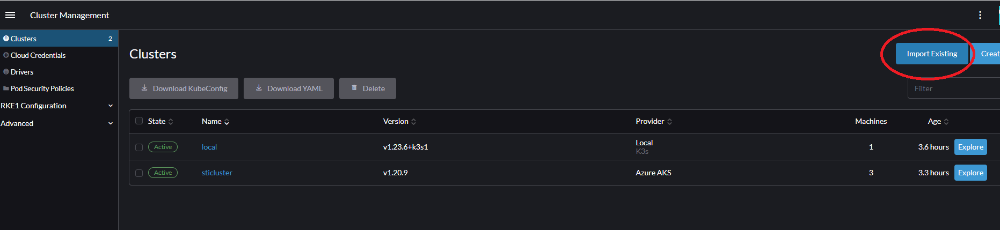 Cluster Management
Clusters 2
Cloud Credentials
Drivers
Pod Security Policies
RKE1 Configuration
Advanced
Clusters
Import Existing Creat
Download KubeConfig Download YAML Delete
Filter
State Name Version Provider Machines Age
Active local v1.23.6+k3s1 Local 1 3.6 hours Explore
K3s
Active sticluster v1.20.9 Azure AKS 3 3.3 hours Explore